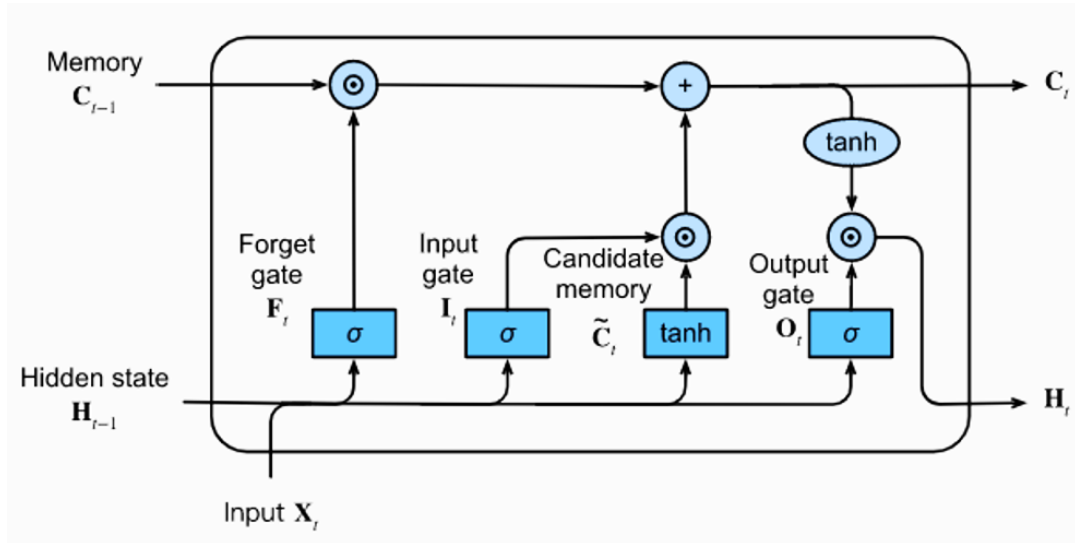 Memory
C_{t-1}
⊙
+
C_t
tanh
Forget
gate
F_t
Input
gate
I_t
⊙
Candidate
memory
C̃_t
⊙
Output
gate
O_t
σ
σ
tanh
σ
Hidden state
H_{t-1}
H_t
Input X_t